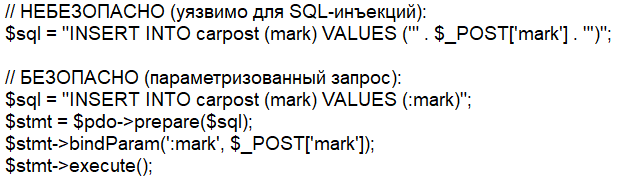 // НЕБЕЗОПАСНО (уязвимо для SQL-инъекций):
$sql = "INSERT INTO carpost (mark) VALUES ('" . $_POST['mark'] . "')";
// БЕЗОПАСНО (параметризованный запрос):
$sql = "INSERT INTO carpost (mark) VALUES (:mark)";
$stmt = $pdo->prepare($sql);
$stmt->bindParam(':mark', $_POST['mark']);
$stmt->execute();